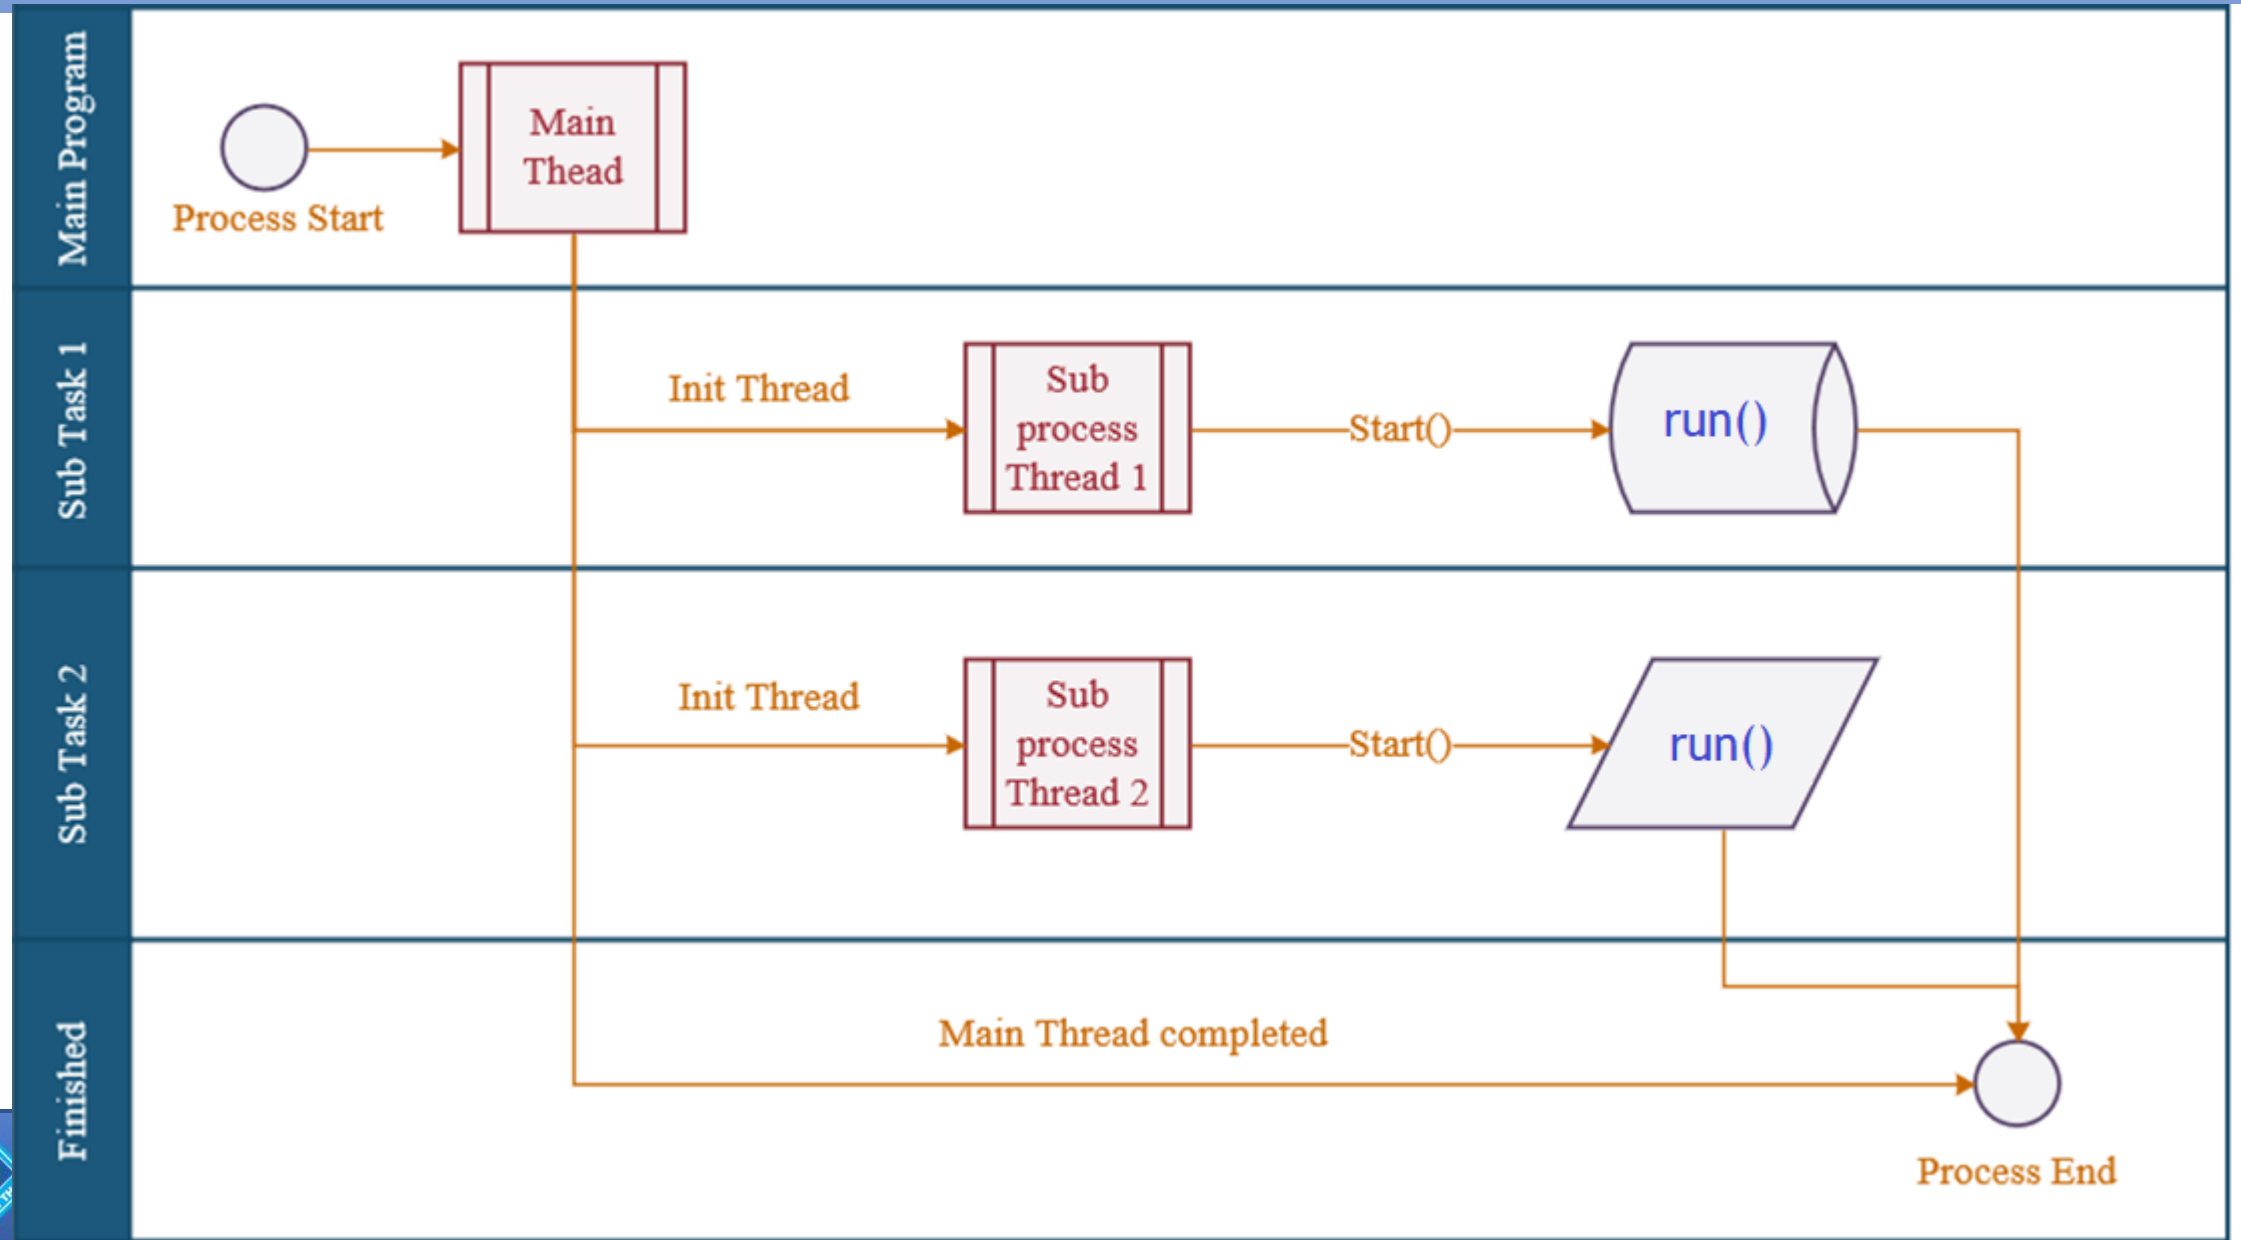 Main Program
Main
Thead
Process Start
Sub Task 1
Init Thread
Sub
process
Thread 1
Start()
run()
Sub Task 2
Init Thread
Sub
process
Thread 2
Start()
run()
Finished
Main Thread completed
Process End